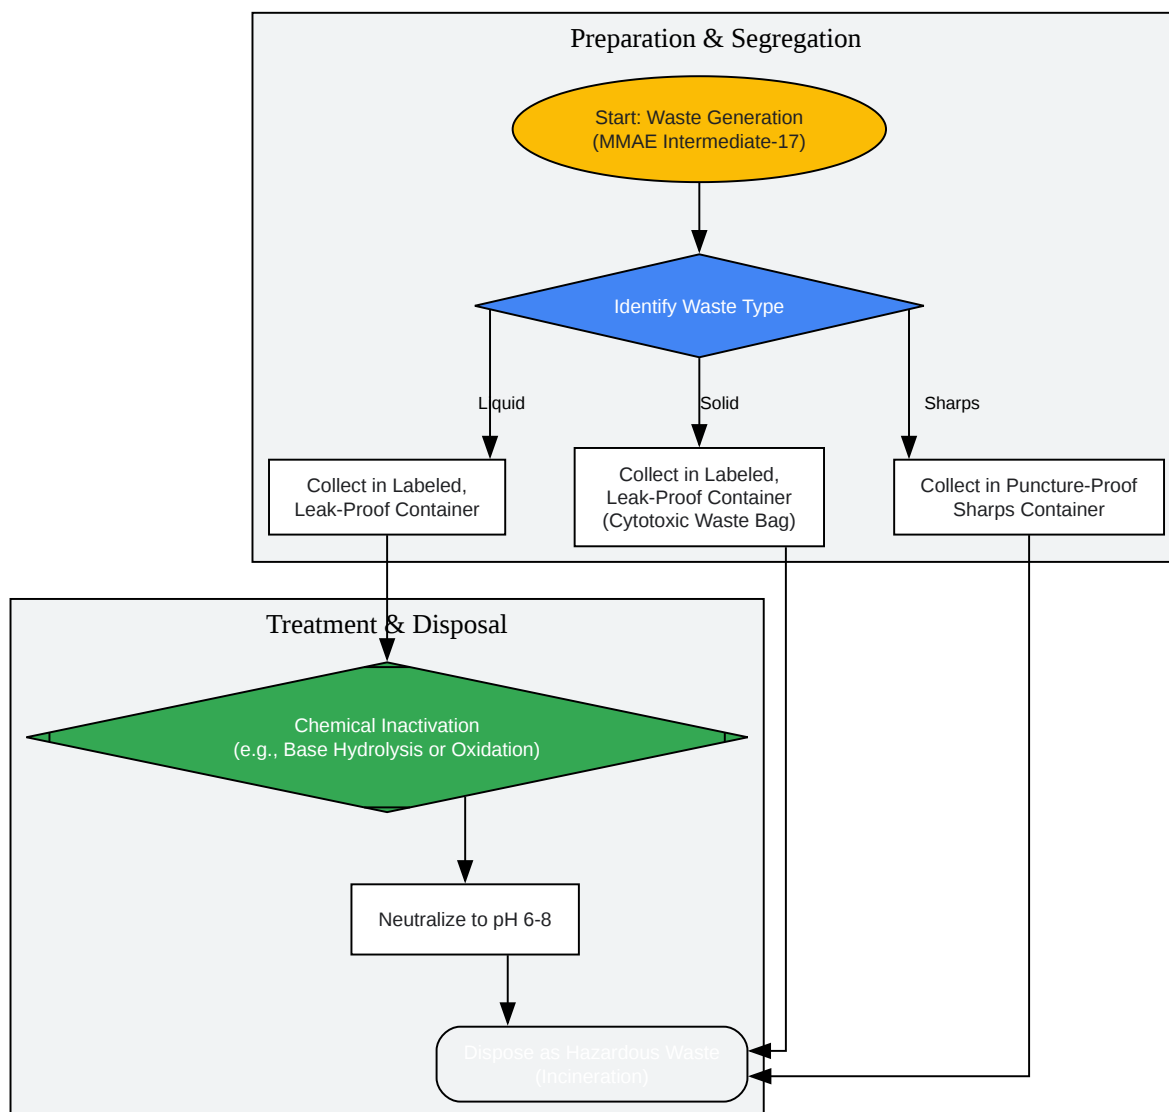 Preparation & Segregation
Start: Waste Generation
(MMAE Intermediate-17)
Identify Waste Type
Liquid
Solid
Sharps
Collect in Labeled,
Leak-Proof Container
Collect in Labeled,
Leak-Proof Container
(Cytotoxic Waste Bag)
Collect in Puncture-Proof
Sharps Container
Treatment & Disposal
Chemical Inactivation
(e.g., Base Hydrolysis or Oxidation)
Neutralize to pH 6-8
Dispose as Hazardous Waste
(Incineration)